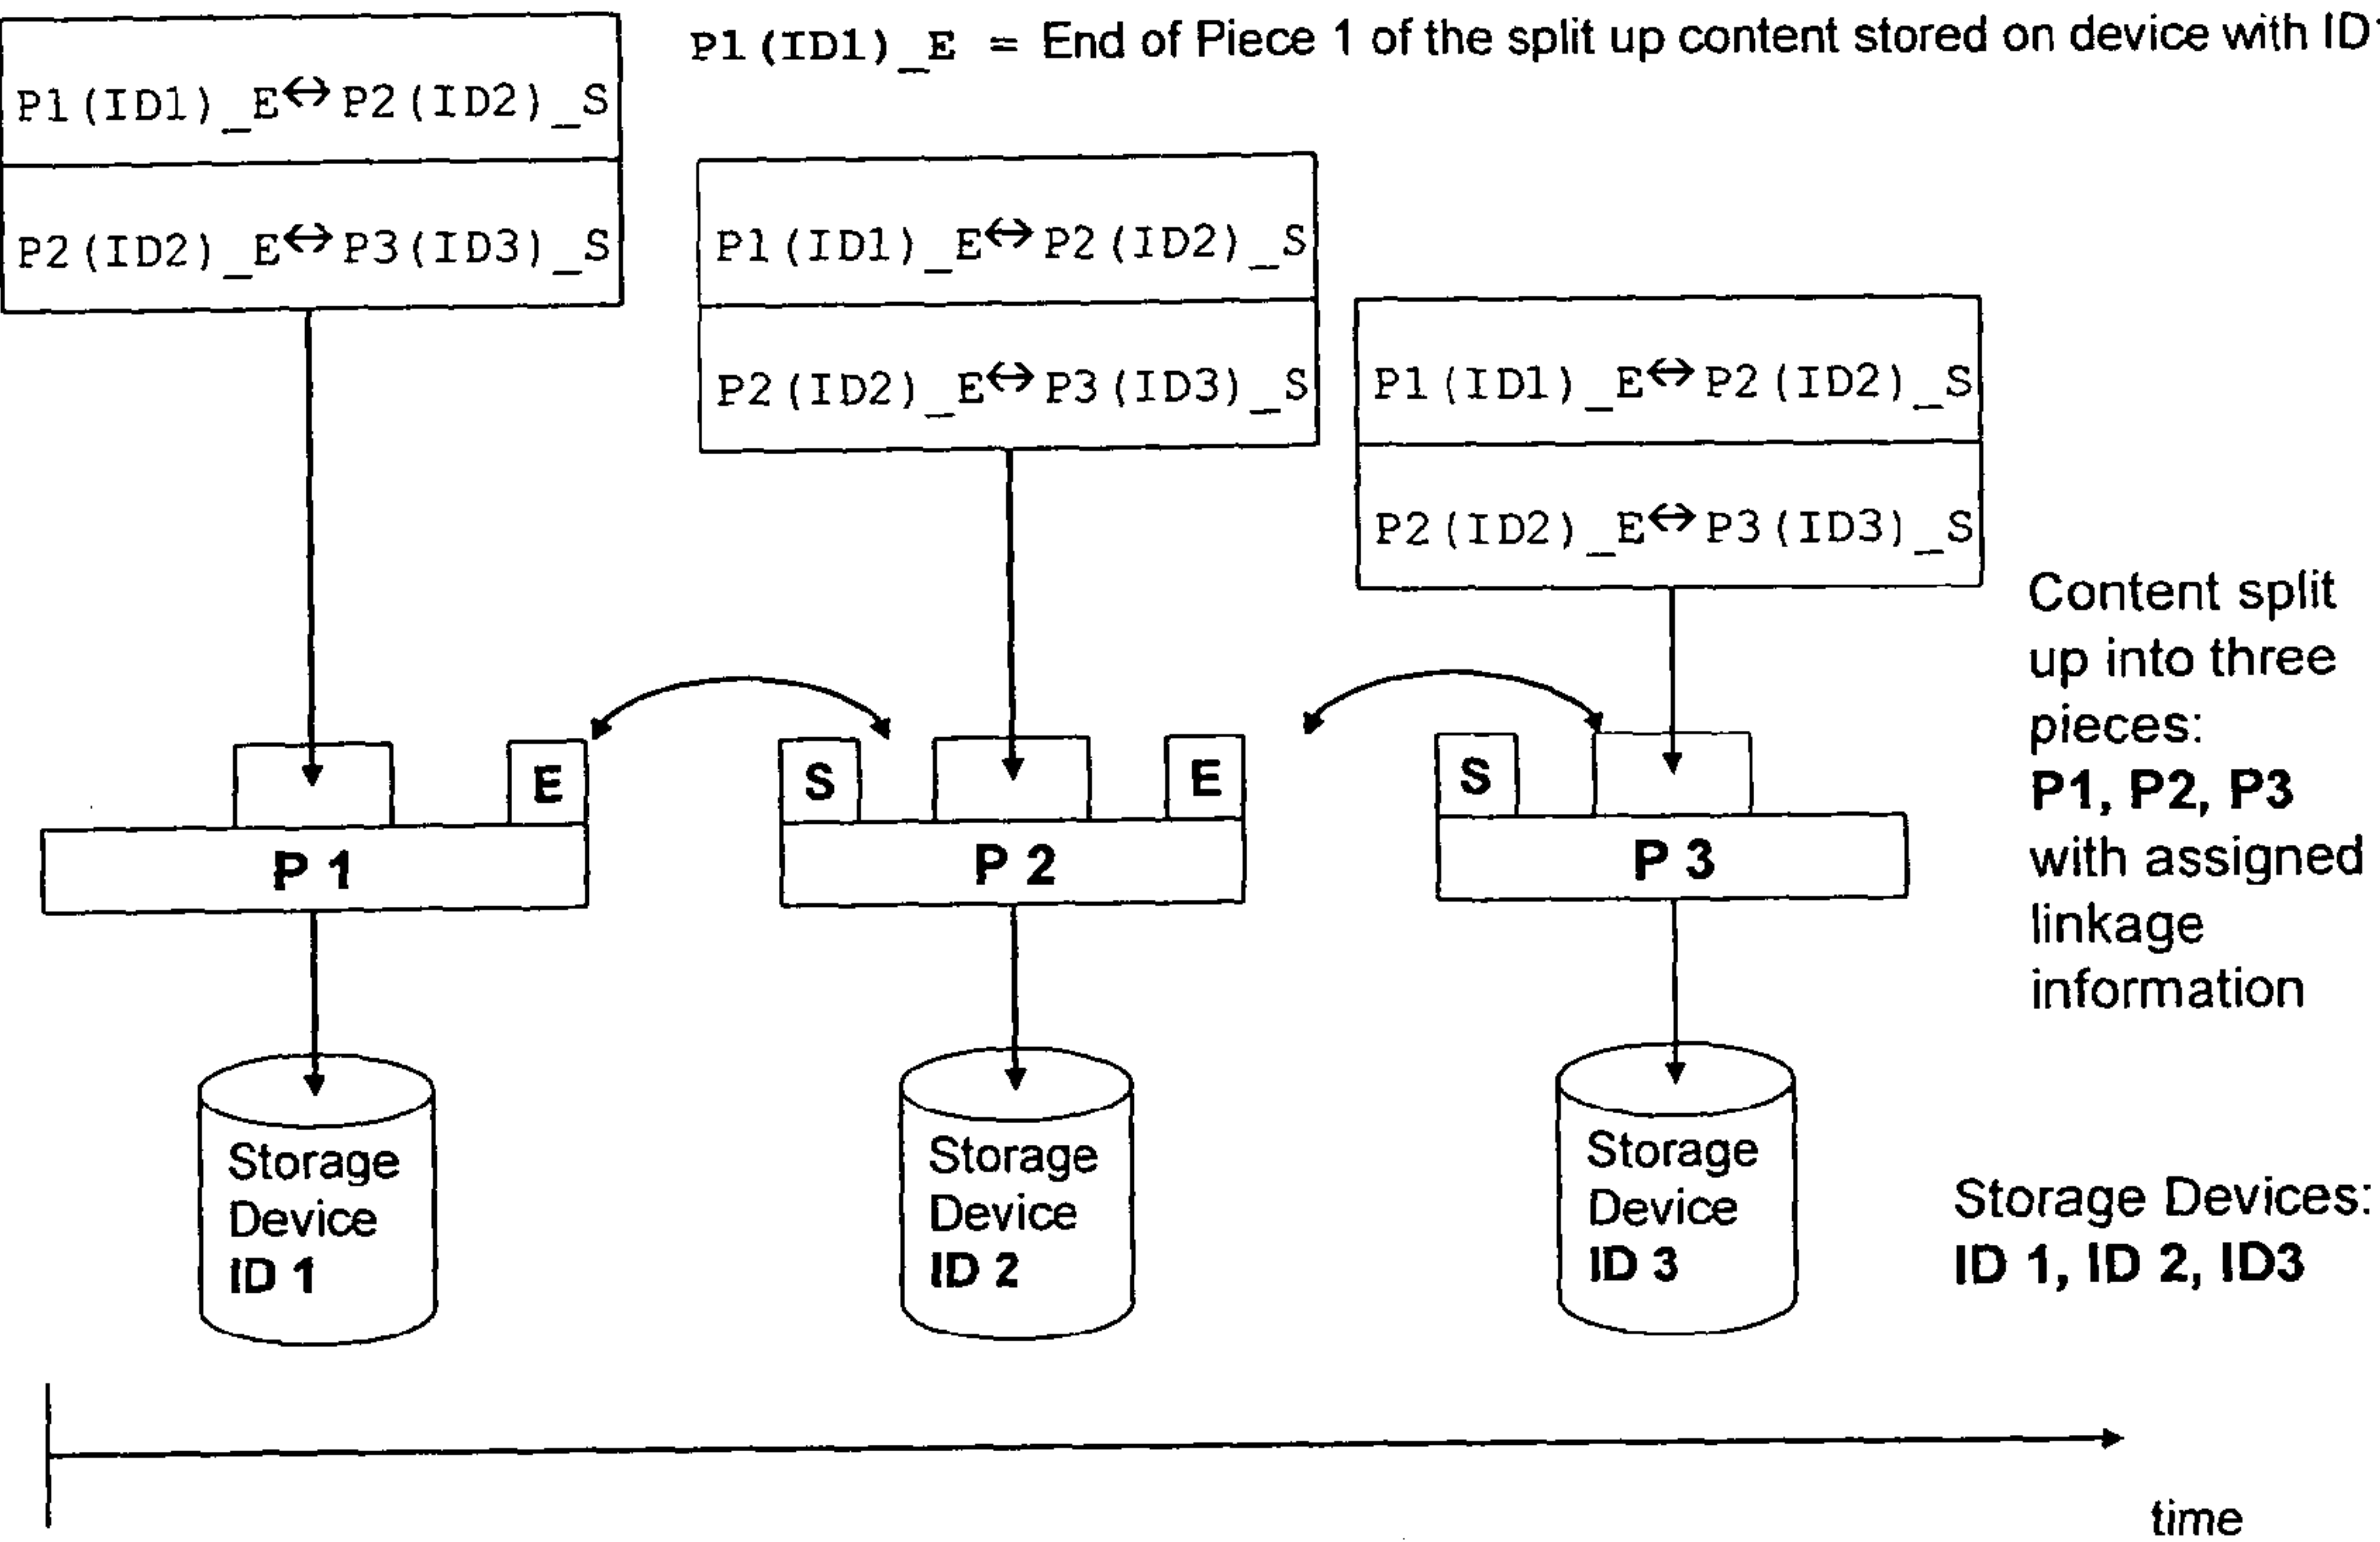 P1(ID1)_E = End of Piece 1 of the split up content stored on device with ID1
P1(ID1)_E⇔P2(ID2)_S
P2(ID2)_E⇔P3(ID3)_S
P1(ID1)_E⇔P2(ID2)_S
P2(ID2)_E⇔P3(ID3)_S
P1(ID1)_E⇔P2(ID2)_S
P2(ID2)_E⇔P3(ID3)_S
Content split
up into three
pieces:
P1, P2, P3
with assigned
linkage
information
E
S
E
S
P 1
P 2
P 3
Storage
Device
ID 1
Storage
Device
ID 2
Storage
Device
ID 3
Storage Devices:
ID 1, ID 2, ID3
time